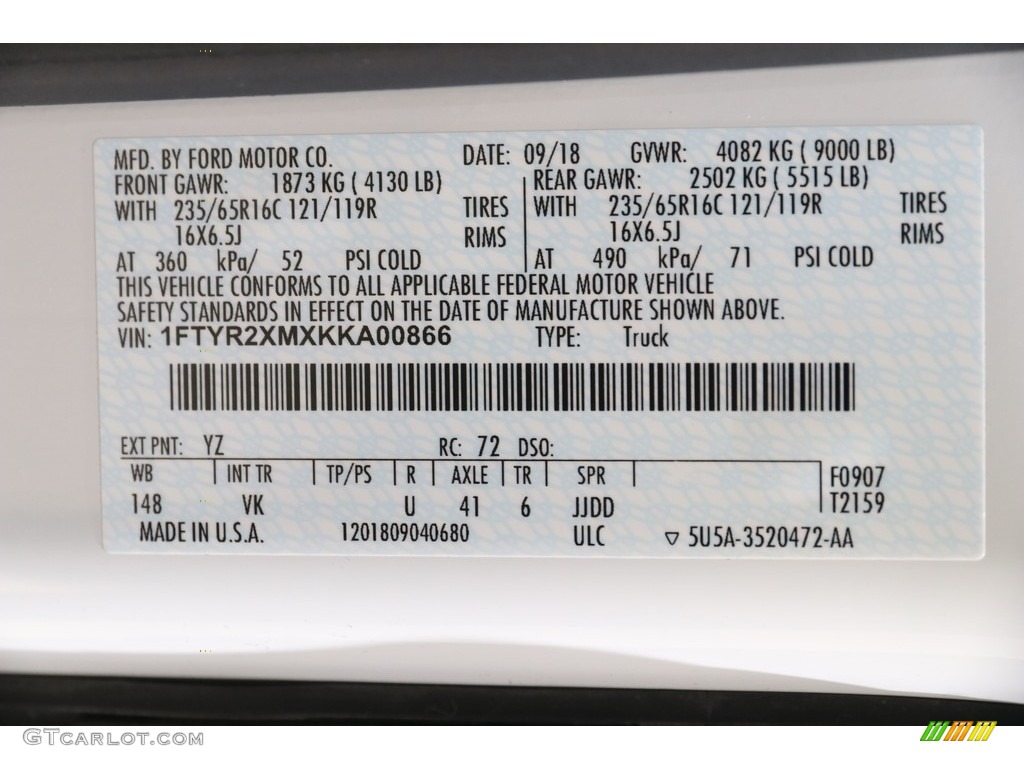 MFD. BY FORD MOTOR CO. DATE: 09/18 GVWR: 4082 KG ( 9000 LB)
FRONT GAWR: 1873 KG ( 4130 LB) REAR GAWR: 2502 KG ( 5515 LB)
WITH 235/65R16C 121/119R TIRES WITH 235/65R16C 121/119R TIRES
16X6.5J RIMS 16X6.5J RIMS
AT 360 kPa/ 52 PSI COLD AT 490 kPa/ 71 PSI COLD
THIS VEHICLE CONFORMS TO ALL APPLICABLE FEDERAL MOTOR VEHICLE
SAFETY STANDARDS IN EFFECT ON THE DATE OF MANUFACTURE SHOWN ABOVE.
VIN: 1FTYR2XMXKKA00866 TYPE: Truck
EXT PNT: YZ RC: 72 DSO:
WB INT TR TP/PS R AXLE TR SPR F0907
148 VK U 41 6 JJDD T2159
MADE IN U.S.A. 1201809040680 ULC ▽ 5U5A-3520472-AA
GTCarLot.com